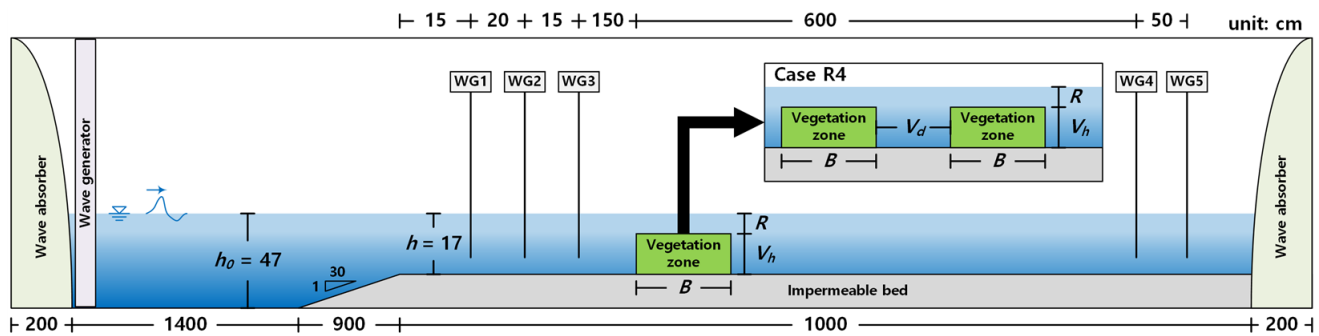 15 20 15 150 600 50
unit: cm
Case R4
WG1 WG2 WG3 WG4 WG5
R
Vegetation
zone
V_d
Vegetation
zone
V_h
B B
Wave absorber
Wave generator
Wave absorber
h = 17
R
h_0 = 47
Vegetation
zone
V_h
30
1
B
Impermeable bed
200 1400 900 1000 200